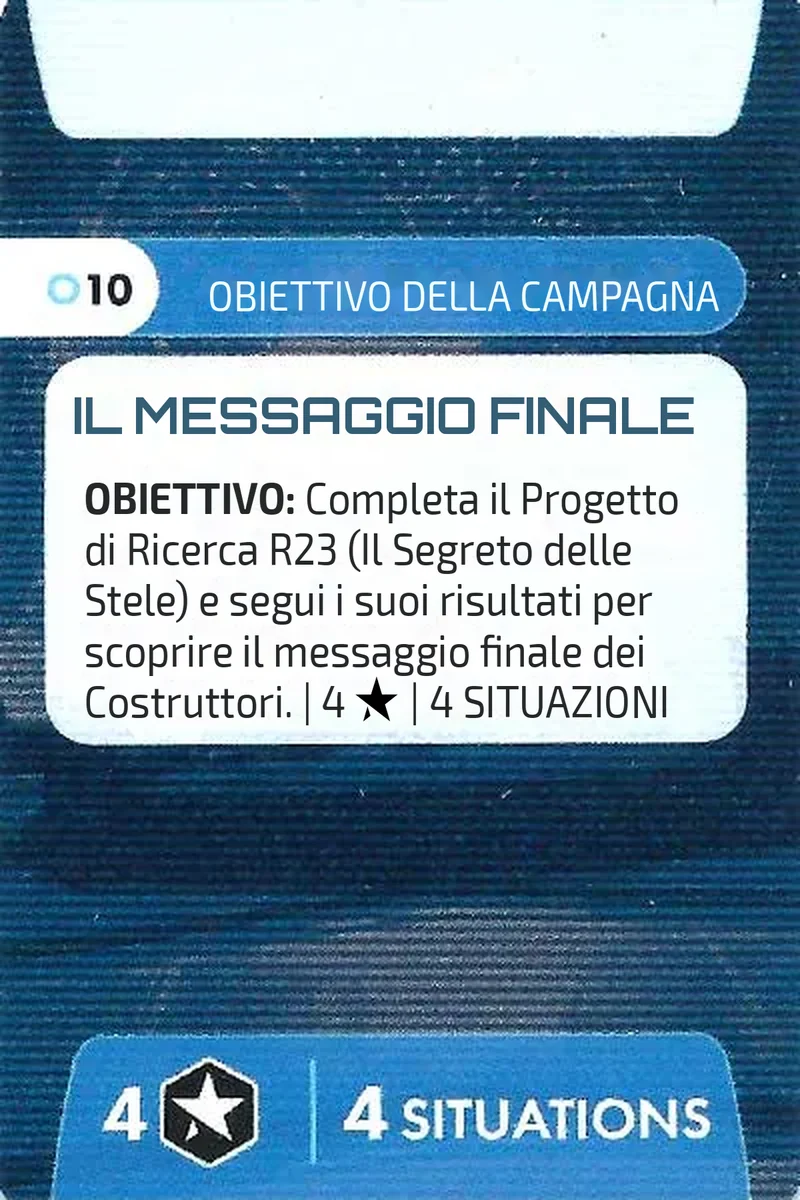 10 OBIETTIVO DELLA CAMPAGNA
IL MESSAGGIO FINALE
OBIETTIVO: Completa il Progetto
di Ricerca R23 (Il Segreto delle
Stele) e segui i suoi risultati per
scoprire il messaggio finale dei
Costruttori. | 4 ★ | 4 SITUAZIONI
4 ★ | 4 SITUATIONS